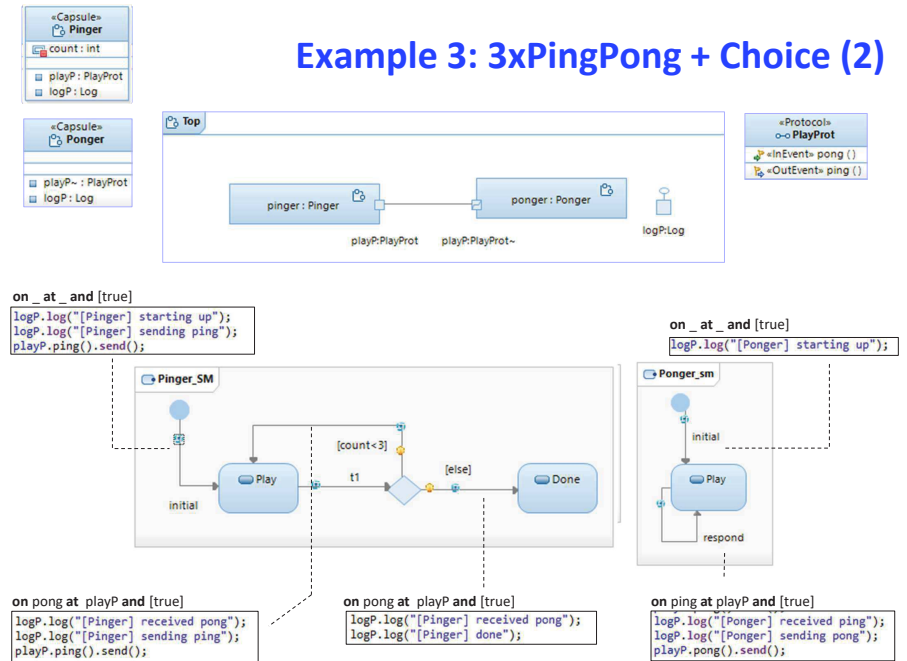 «Capsule»
Pinger
count : int
playP : PlayProt
logP : Log
Example 3: 3xPingPong + Choice (2)
«Capsule»
Ponger
playP~ : PlayProt
logP : Log
Top
pinger : Pinger
ponger : Ponger
playP:PlayProt
playP:PlayProt~
logP:Log
«Protocol»
PlayProt
«InEvent» pong ( )
«OutEvent» ping ( )
on _ at _ and [true]
logP.log("[Pinger] starting up");
logP.log("[Pinger] sending ping");
playP.ping().send();
on _ at _ and [true]
logP.log("[Ponger] starting up");
Pinger_SM
initial
Play
t1
[count<3]
[else]
Done
Ponger_sm
initial
Play
respond
on pong at playP and [true]
logP.log("[Pinger] received pong");
logP.log("[Pinger] sending ping");
playP.ping().send();
on pong at playP and [true]
logP.log("[Pinger] received pong");
logP.log("[Pinger] done");
on ping at playP and [true]
logP.log("[Ponger] received ping");
logP.log("[Ponger] sending pong");
playP.pong().send();